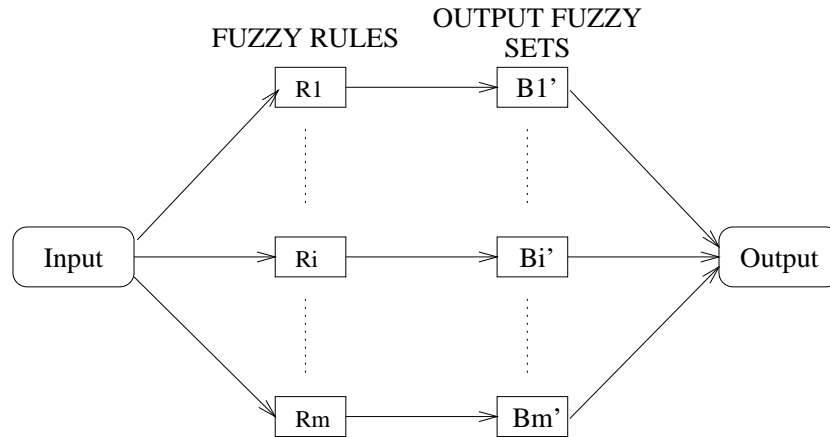 FUZZY RULES
OUTPUT FUZZY
SETS
R1
B1’
Input
Ri
Bi’
Output
Rm
Bm’